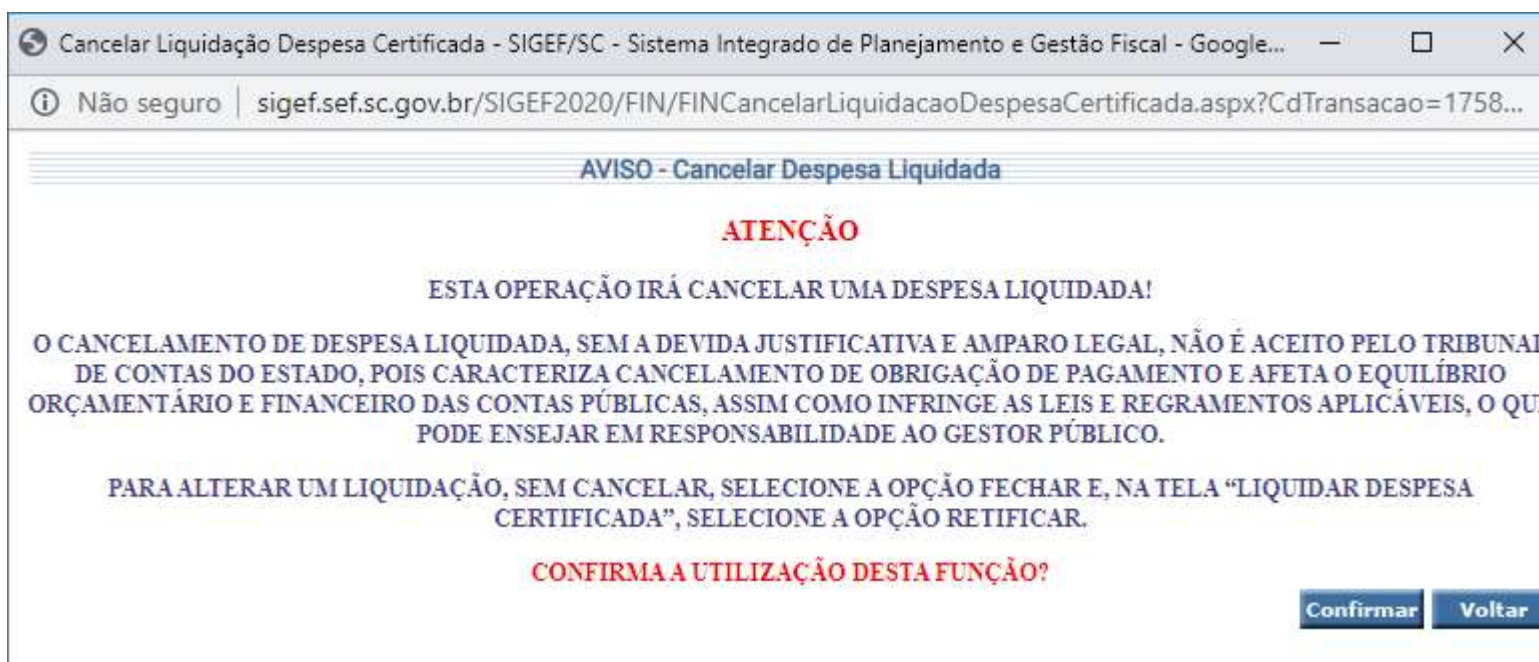 Cancelar Liquidação Despesa Certificada - SIGEF/SC - Sistema Integrado de Planejamento e Gestão Fiscal - Google...
Não seguro | sigef.sef.sc.gov.br/SIGEF2020/FIN/FINCancelarLiquidacaoDespesaCertificada.aspx?CdTransacao=1758...
AVISO - Cancelar Despesa Liquidada
ATENÇÃO
ESTA OPERAÇÃO IRÁ CANCELAR UMA DESPESA LIQUIDADA!
O CANCELAMENTO DE DESPESA LIQUIDADA, SEM A DEVIDA JUSTIFICATIVA E AMPARO LEGAL, NÃO É ACEITO PELO TRIBUNAL
DE CONTAS DO ESTADO, POIS CARACTERIZA CANCELAMENTO DE OBRIGAÇÃO DE PAGAMENTO E AFETA O EQUILÍBRIO
ORÇAMENTÁRIO E FINANCEIRO DAS CONTAS PÚBLICAS, ASSIM COMO INFRINGE AS LEIS E REGRAMENTOS APLICÁVEIS, O QU
PODE ENSEJAR EM RESPONSABILIDADE AO GESTOR PÚBLICO.
PARA ALTERAR UM LIQUIDAÇÃO, SEM CANCELAR, SELECIONE A OPÇÃO FECHAR E, NA TELA “LIQUIDAR DESPESA
CERTIFICADA”, SELECIONE A OPÇÃO RETIFICAR.
CONFIRMA A UTILIZAÇÃO DESTA FUNÇÃO?
Confirmar Voltar